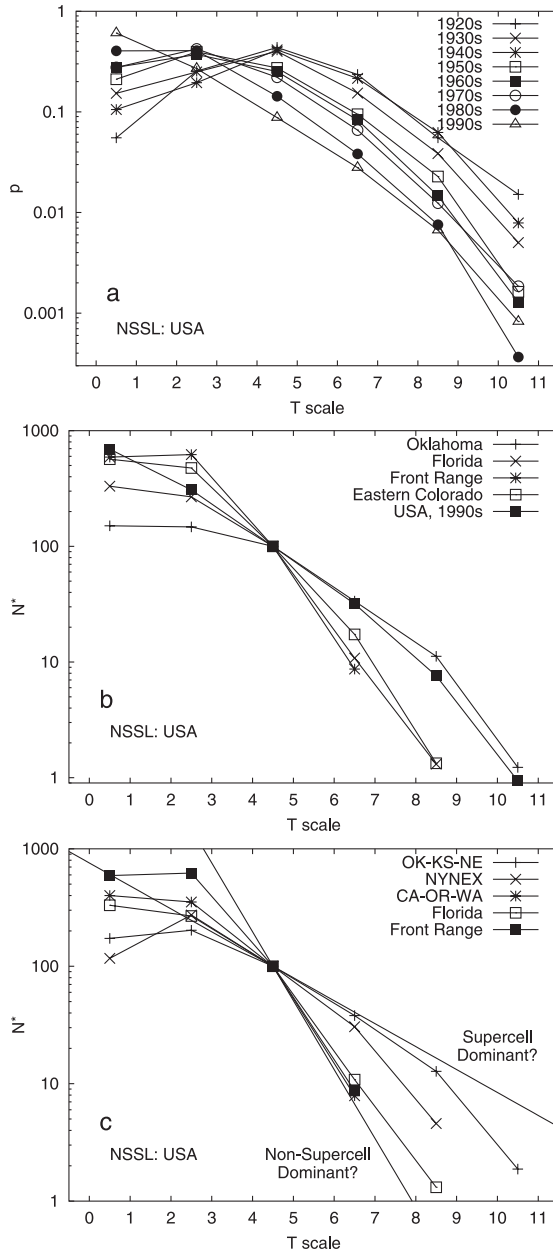 1
0.1
0.01
0.001
p
1920s
1930s
1940s
1950s
1960s
1970s
1980s
1990s
a
NSSL: USA
0 1 2 3 4 5 6 7 8 9 10 11
T scale
1000
100
10
1
N*
Oklahoma
Florida
Front Range
Eastern Colorado
USA, 1990s
b
NSSL: USA
0 1 2 3 4 5 6 7 8 9 10 11
T scale
1000
100
10
1
N*
OK-KS-NE
NYNEX
CA-OR-WA
Florida
Front Range
Supercell
Dominant?
c
NSSL: USA
Non-Supercell
Dominant?
0 1 2 3 4 5 6 7 8 9 10 11
T scale